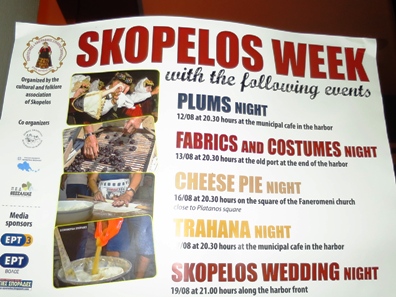 SKOPELOS WEEK
with the following events
Organized by the
cultural and folklore
association
of Skopelos
Co organizers
Media
sponsors
ΕΡΤ3
ΕΡΤ
ΒΟΛΟΣ
ΣΠΟΡΑΔΕΣ
PLUMS NIGHT
12/08 at 20.30 hours at the municipal cafe in the harbor
FABRICS AND COSTUMES NIGHT
13/08 at 20.30 hours at the old port at the end of the harbor
CHEESE PIE NIGHT
16/08 at 20.30 hours on the square of the Faneromeni church
close to Platanos square
TRAHANA NIGHT
/08 at 20.30 hours at the municipal cafe in the harbor
SKOPELOS WEDDING NIGHT
19/08 at 21.00 hours along the harbor front